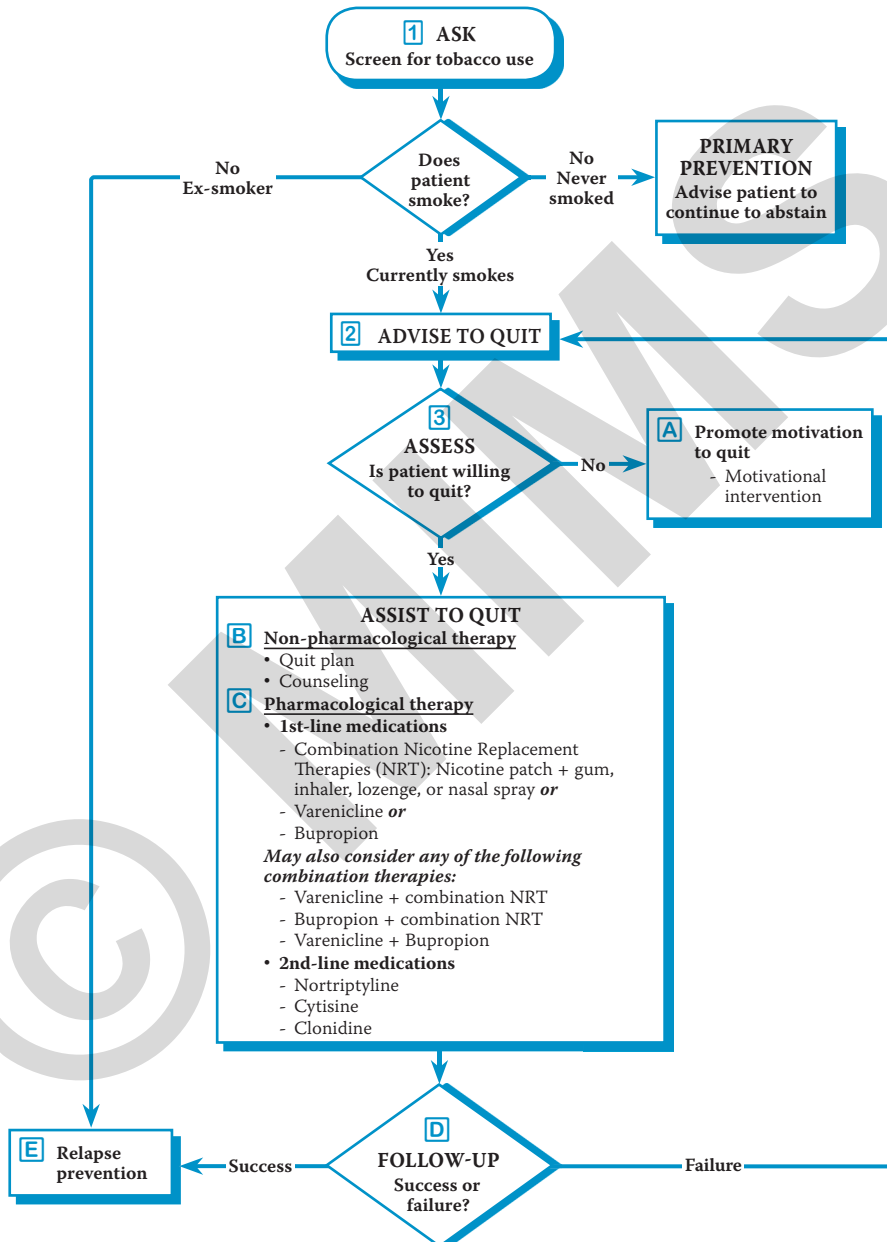 1 ASK
Screen for tobacco use
Does
patient
smoke?
No
Ex-smoker
No
Never
smoked
PRIMARY
PREVENTION
Advise patient to
continue to abstain
Yes
Currently smokes
2 ADVISE TO QUIT
3
ASSESS
Is patient willing
to quit?
No
A Promote motivation
to quit
- Motivational
intervention
Yes
ASSIST TO QUIT
B Non-pharmacological therapy
• Quit plan
• Counseling
C Pharmacological therapy
• 1st-line medications
- Combination Nicotine Replacement
Therapies (NRT): Nicotine patch + gum,
inhaler, lozenge, or nasal spray or
- Varenicline or
- Bupropion
May also consider any of the following
combination therapies:
- Varenicline + combination NRT
- Bupropion + combination NRT
- Varenicline + Bupropion
• 2nd-line medications
- Nortriptyline
- Cytisine
- Clonidine
D
FOLLOW-UP
Success or
failure?
Success
Failure
E Relapse
prevention
© MIMS